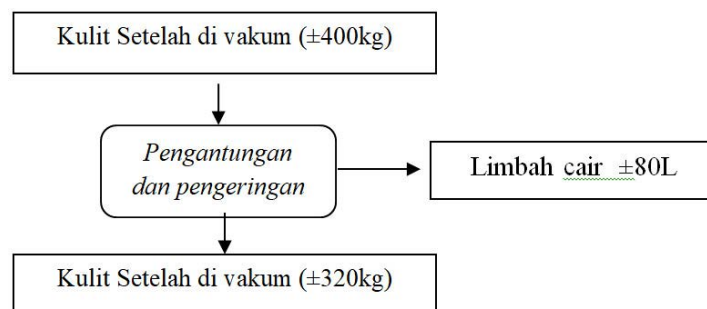 Kulit Setelah di vakum (±400kg)
Pengantungan
dan pengeringan
Limbah cair ±80L
Kulit Setelah di vakum (±320kg)